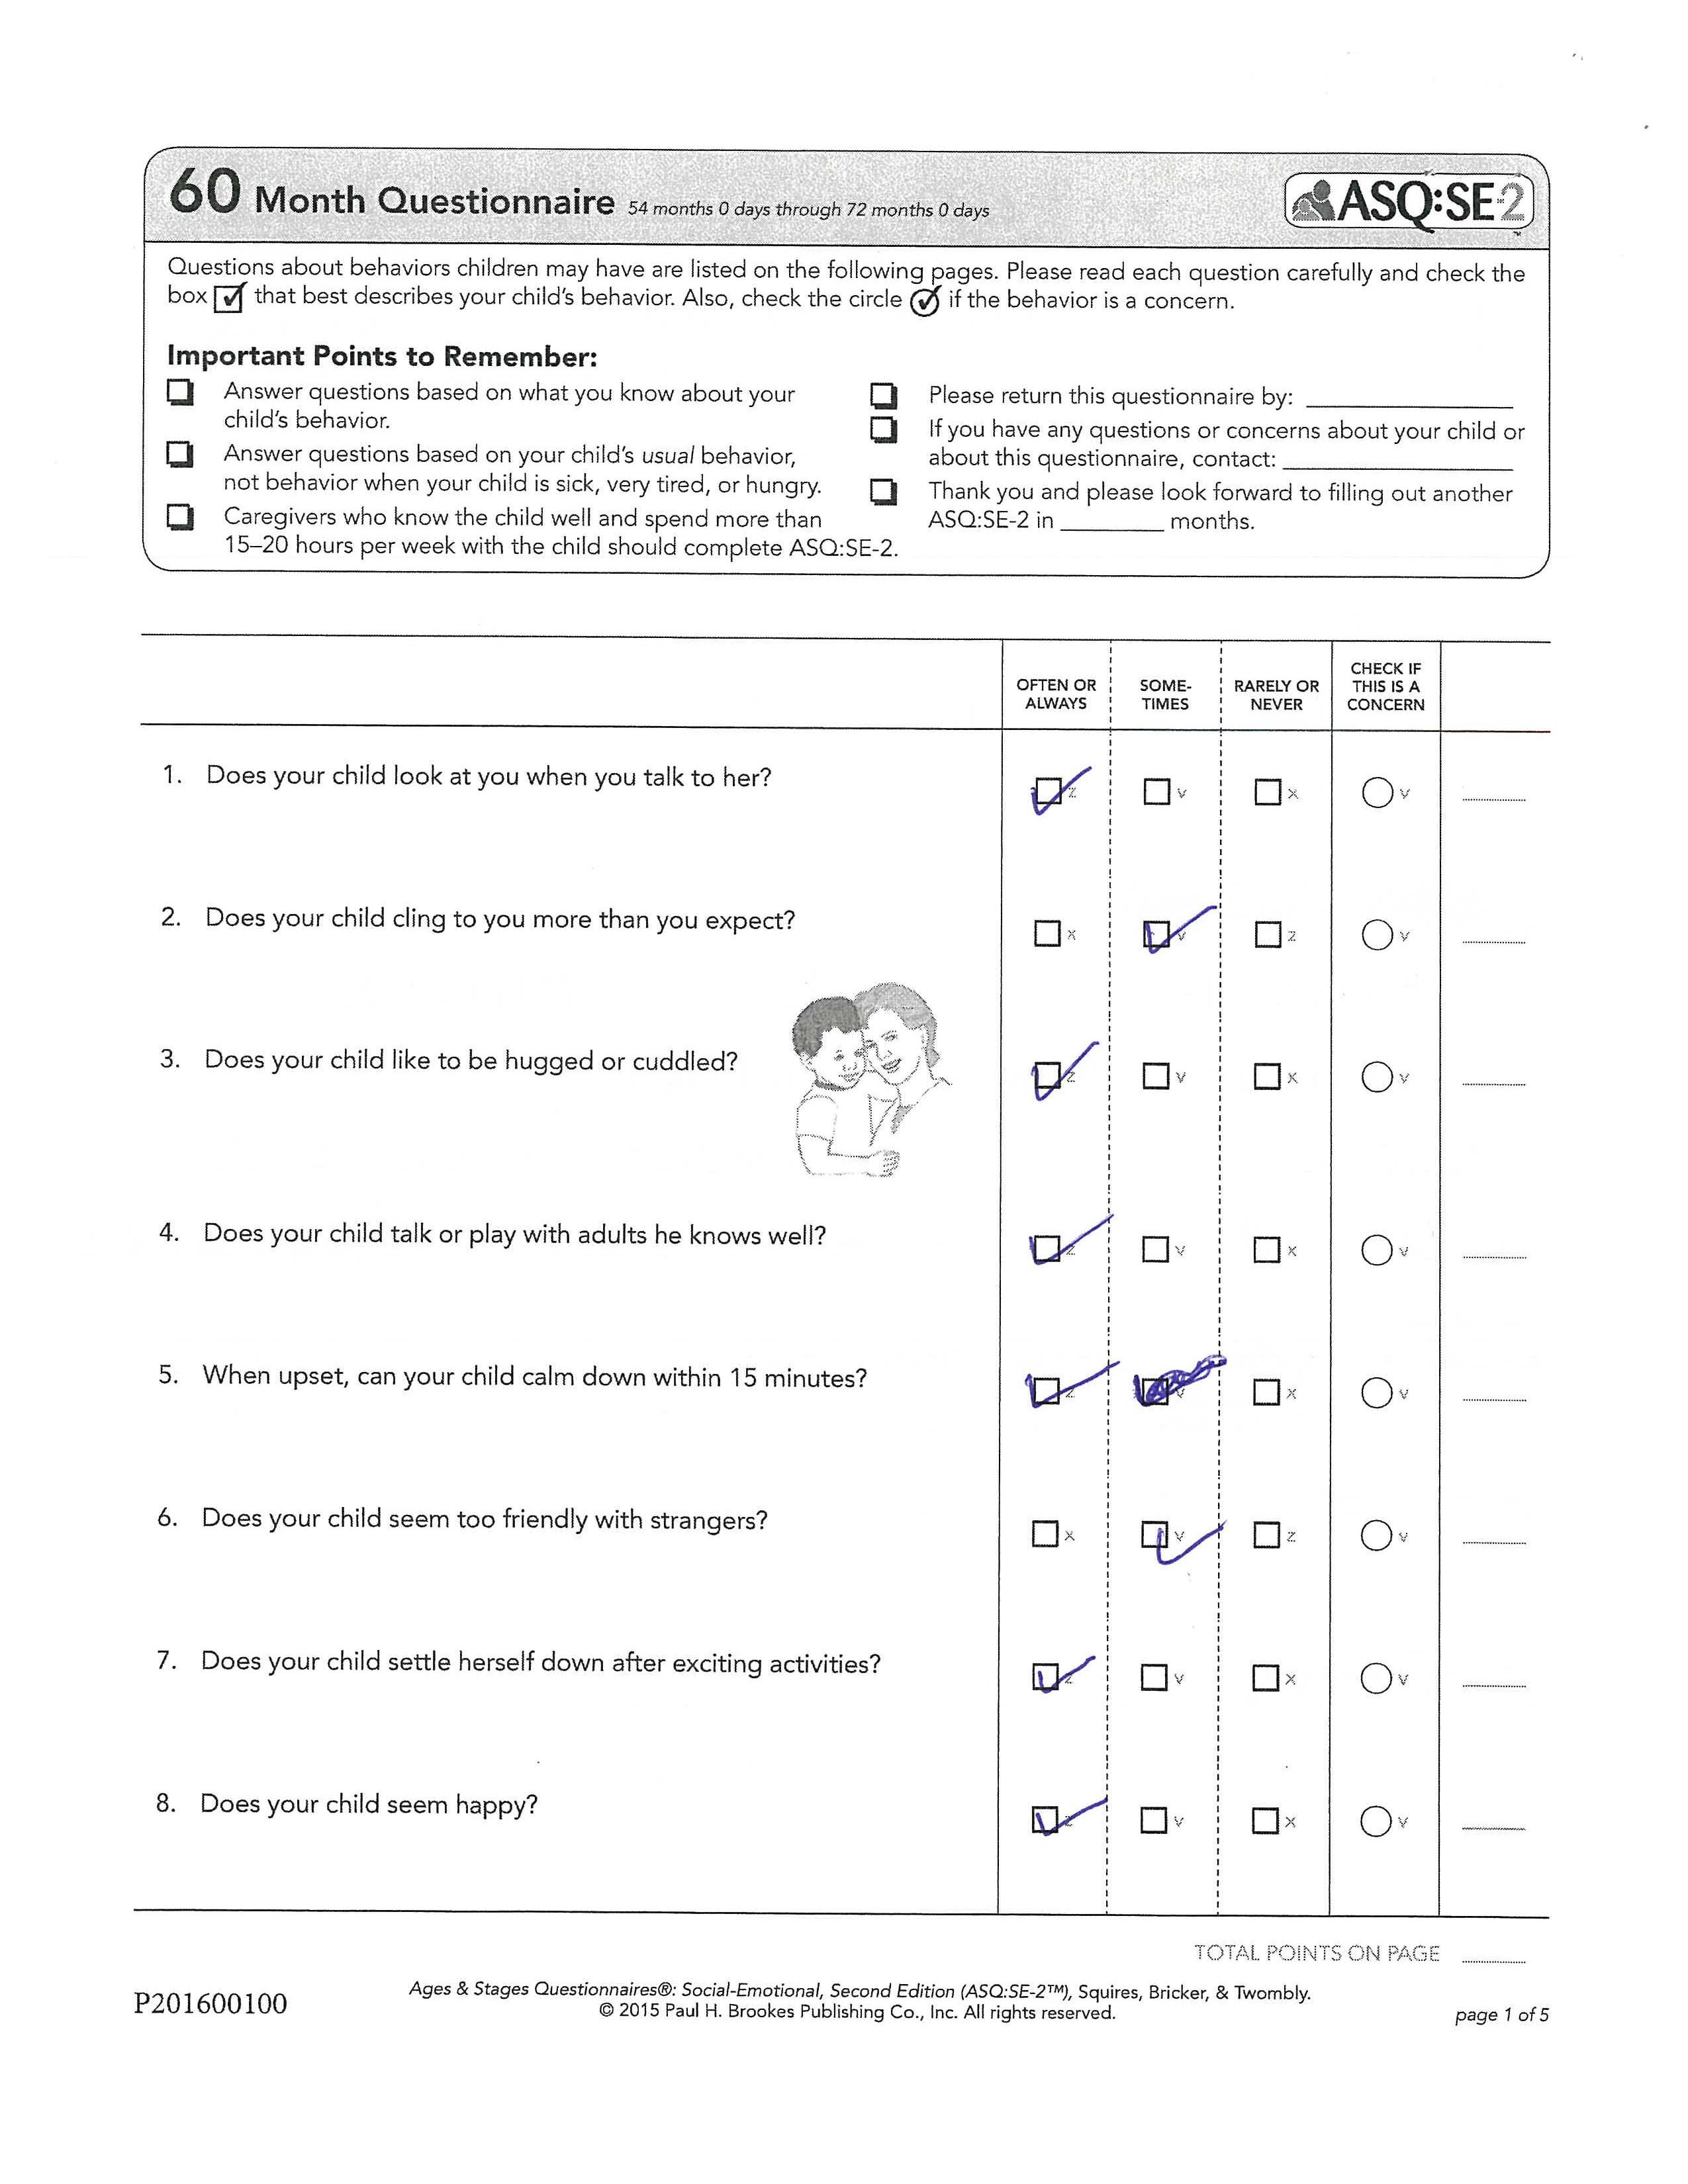 60 Month Questionnaire 54 months 0 days through 72 months 0 days
ASQ:SE-2™
Questions about behaviors children may have are listed on the following pages. Please read each question carefully and check the
box ☑ that best describes your child's behavior. Also, check the circle ✓ if the behavior is a concern.
Important Points to Remember:
☐ Answer questions based on what you know about your
child's behavior.
☐ Answer questions based on your child's usual behavior,
not behavior when your child is sick, very tired, or hungry.
☐ Caregivers who know the child well and spend more than
15–20 hours per week with the child should complete ASQ:SE-2.
☐ Please return this questionnaire by: ____________
☐ If you have any questions or concerns about your child or
about this questionnaire, contact: ____________
☐ Thank you and please look forward to filling out another
ASQ:SE-2 in ________ months.
OFTEN OR ALWAYS SOME-TIMES RARELY OR NEVER CHECK IF THIS IS A CONCERN
1. Does your child look at you when you talk to her? ☑ z ☐ v ☐ x ○ v
2. Does your child cling to you more than you expect? ☐ x ☑ v ☐ z ○ v
3. Does your child like to be hugged or cuddled? ☑ z ☐ v ☐ x ○ v
4. Does your child talk or play with adults he knows well? ☑ z ☐ v ☐ x ○ v
5. When upset, can your child calm down within 15 minutes? ☑ z ☐ v ☐ x ○ v
6. Does your child seem too friendly with strangers? ☐ x ☑ v ☐ z ○ v
7. Does your child settle herself down after exciting activities? ☑ z ☐ v ☐ x ○ v
8. Does your child seem happy? ☑ z ☐ v ☐ x ○ v
TOTAL POINTS ON PAGE ____
P201600100
Ages & Stages Questionnaires®: Social-Emotional, Second Edition (ASQ:SE-2™), Squires, Bricker, & Twombly.
© 2015 Paul H. Brookes Publishing Co., Inc. All rights reserved.
page 1 of 5